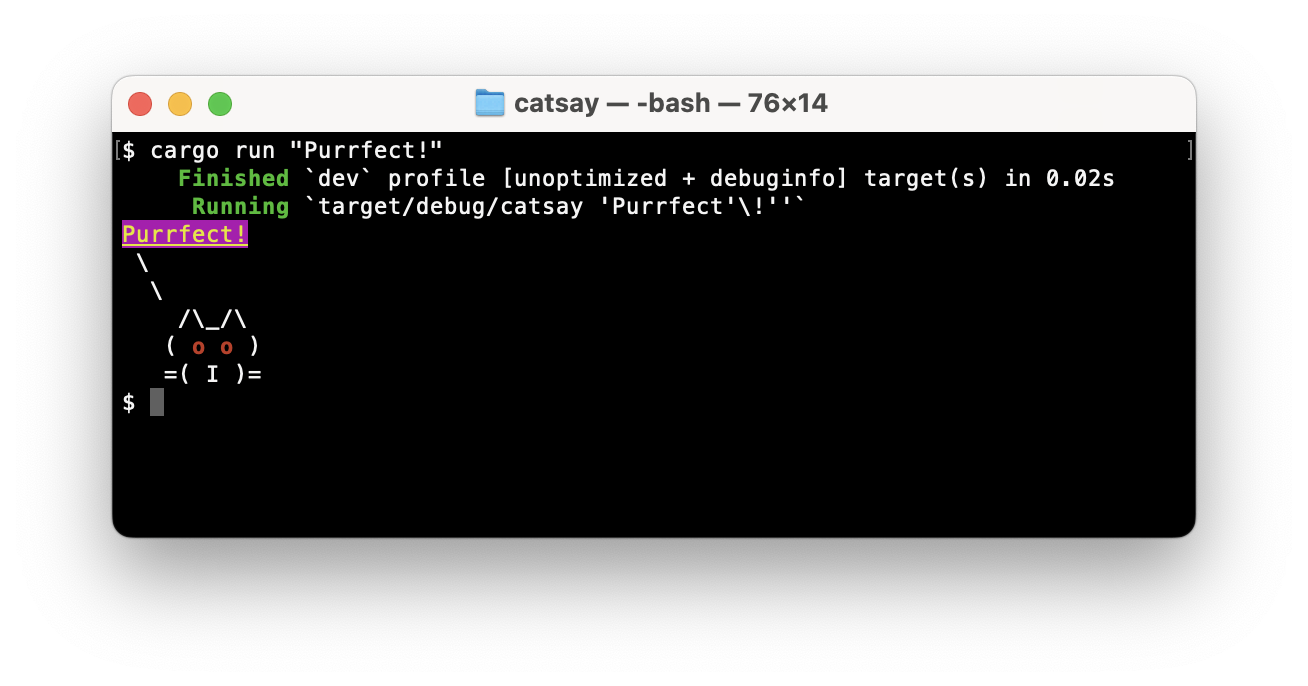 catsay — -bash — 76×14
[$ cargo run "Purrfect!" ]
    Finished `dev` profile [unoptimized + debuginfo] target(s) in 0.02s
     Running `target/debug/catsay 'Purrfect'\!''`
Purrfect!
 \
  \
    /\_/\
   ( o o )
   =( I )=
$